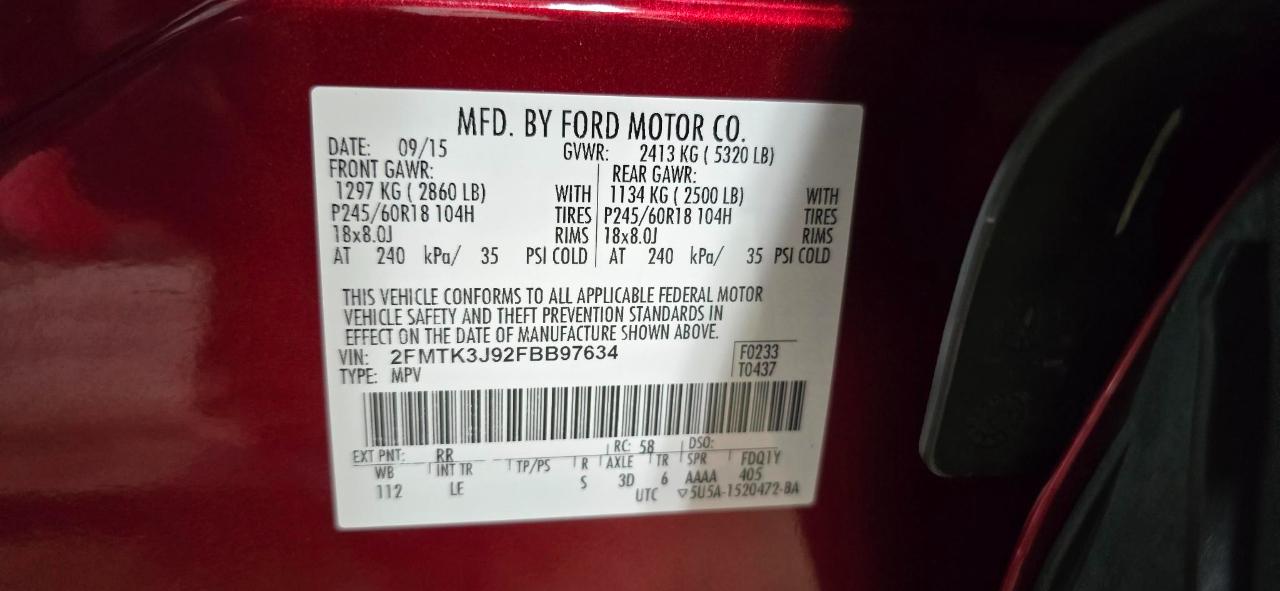 MFD. BY FORD MOTOR CO.
DATE: 09/15 GVWR: 2413 KG ( 5320 LB)
FRONT GAWR: REAR GAWR:
1297 KG ( 2860 LB) WITH 1134 KG ( 2500 LB) WITH
P245/60R18 104H TIRES P245/60R18 104H TIRES
18x8.0J RIMS 18x8.0J RIMS
AT 240 kPa/ 35 PSI COLD AT 240 kPa/ 35 PSI COLD
THIS VEHICLE CONFORMS TO ALL APPLICABLE FEDERAL MOTOR
VEHICLE SAFETY AND THEFT PREVENTION STANDARDS IN
EFFECT ON THE DATE OF MANUFACTURE SHOWN ABOVE.
VIN: 2FMTK3J92FBB97634 F0233
TYPE: MPV T0437
EXT PNT: RR RC: 58 DSO:
WB INT TR TP/PS R AXLE TR SPR FDQ1Y
112 LE S 3D 6 AAAA 405
UTC ▽5U5A-1520472-BA